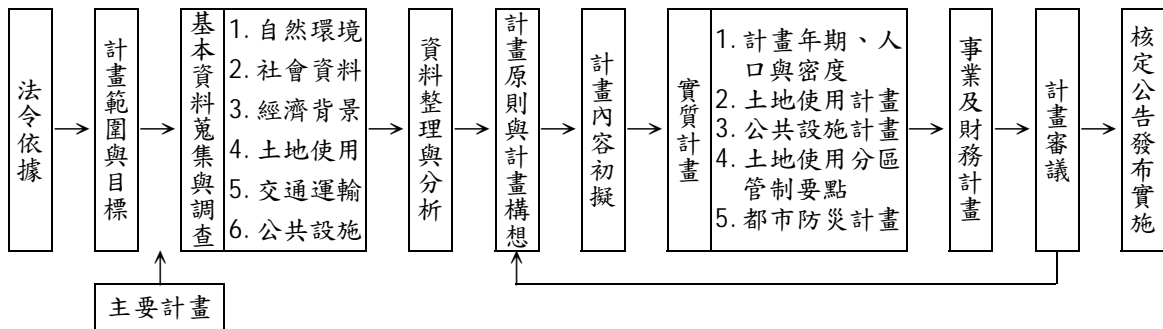 法令依據
計畫範圍與目標
基本資料蒐集與調查
1. 自然環境
2. 社會資料
3. 經濟背景
4. 土地使用
5. 交通運輸
6. 公共設施
資料整理與分析
計畫原則與計畫構想
計畫內容初擬
實質計畫
1. 計畫年期、人
口與密度
2. 土地使用計畫
3. 公共設施計畫
4. 土地使用分區
管制要點
5. 都市防災計畫
事業及財務計畫
計畫審議
核定公告發布實施
主要計畫